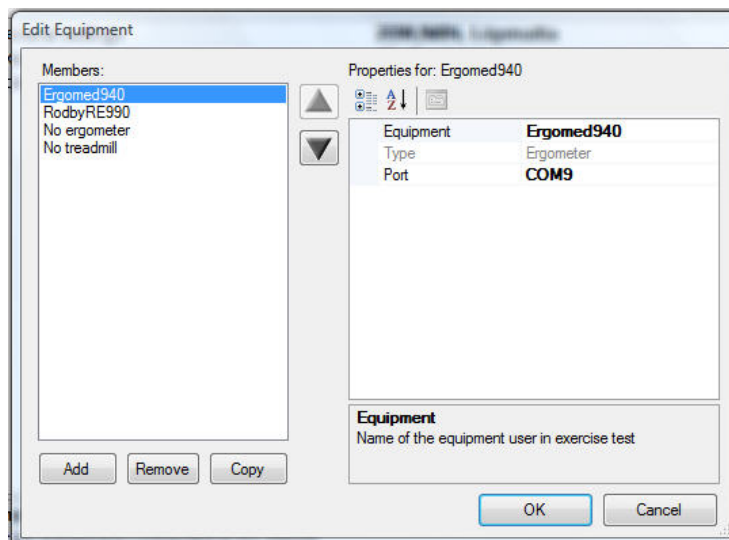 Edit Equipment
Members:
Ergomed940
RodbyRE990
No ergometer
No treadmill
Add Remove Copy
Properties for: Ergomed940
A
Z
Equipment Ergomed940
Type Ergometer
Port COM9
Equipment
Name of the equipment user in exercise test
OK Cancel